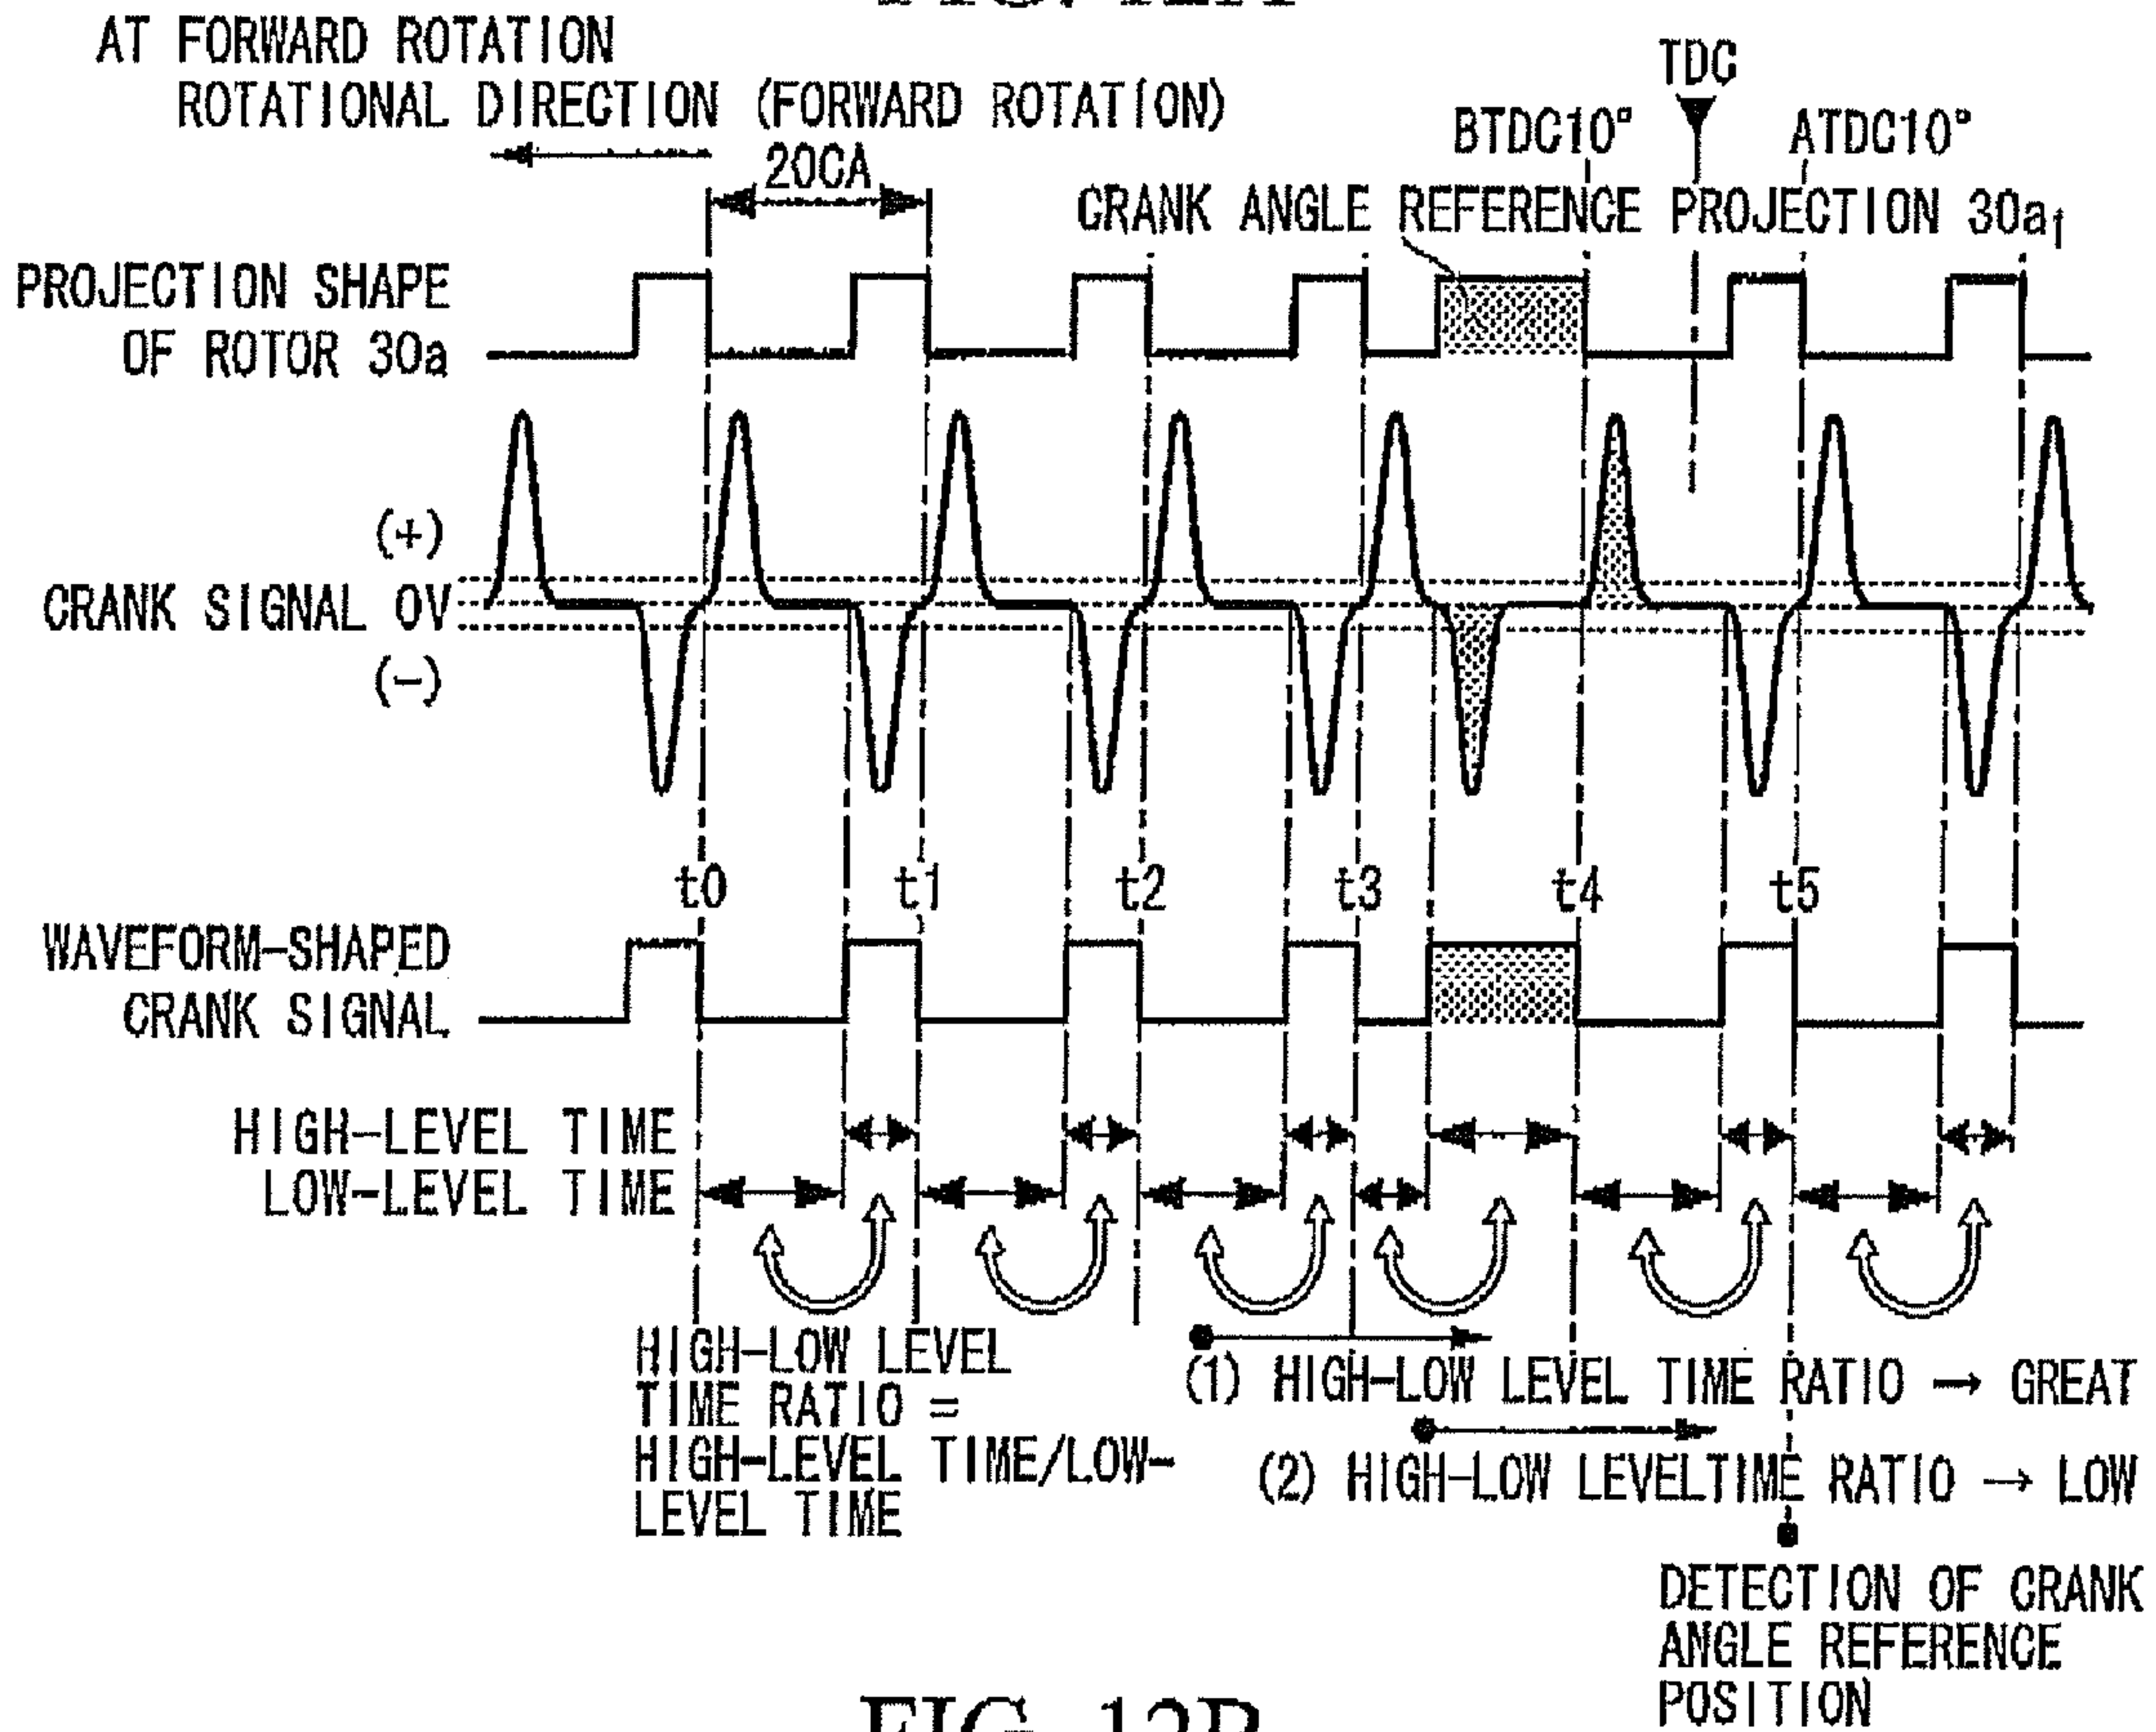 AT FORWARD ROTATION
ROTATIONAL DIRECTION (FORWARD ROTATION)
TDC
BTDC10°
ATDC10°
20CA
CRANK ANGLE REFERENCE PROJECTION 30a1
PROJECTION SHAPE
OF ROTOR 30a
(+)
CRANK SIGNAL 0V
(-)
t0
t1
t2
t3
t4
t5
WAVEFORM-SHAPED
CRANK SIGNAL
HIGH-LEVEL TIME
LOW-LEVEL TIME
HIGH-LOW LEVEL
TIME RATIO =
HIGH-LEVEL TIME/LOW-
LEVEL TIME
(1) HIGH-LOW LEVEL TIME RATIO → GREAT
(2) HIGH-LOW LEVELTIME RATIO → LOW
DETECTION OF CRANK
ANGLE REFERENCE
POSITION